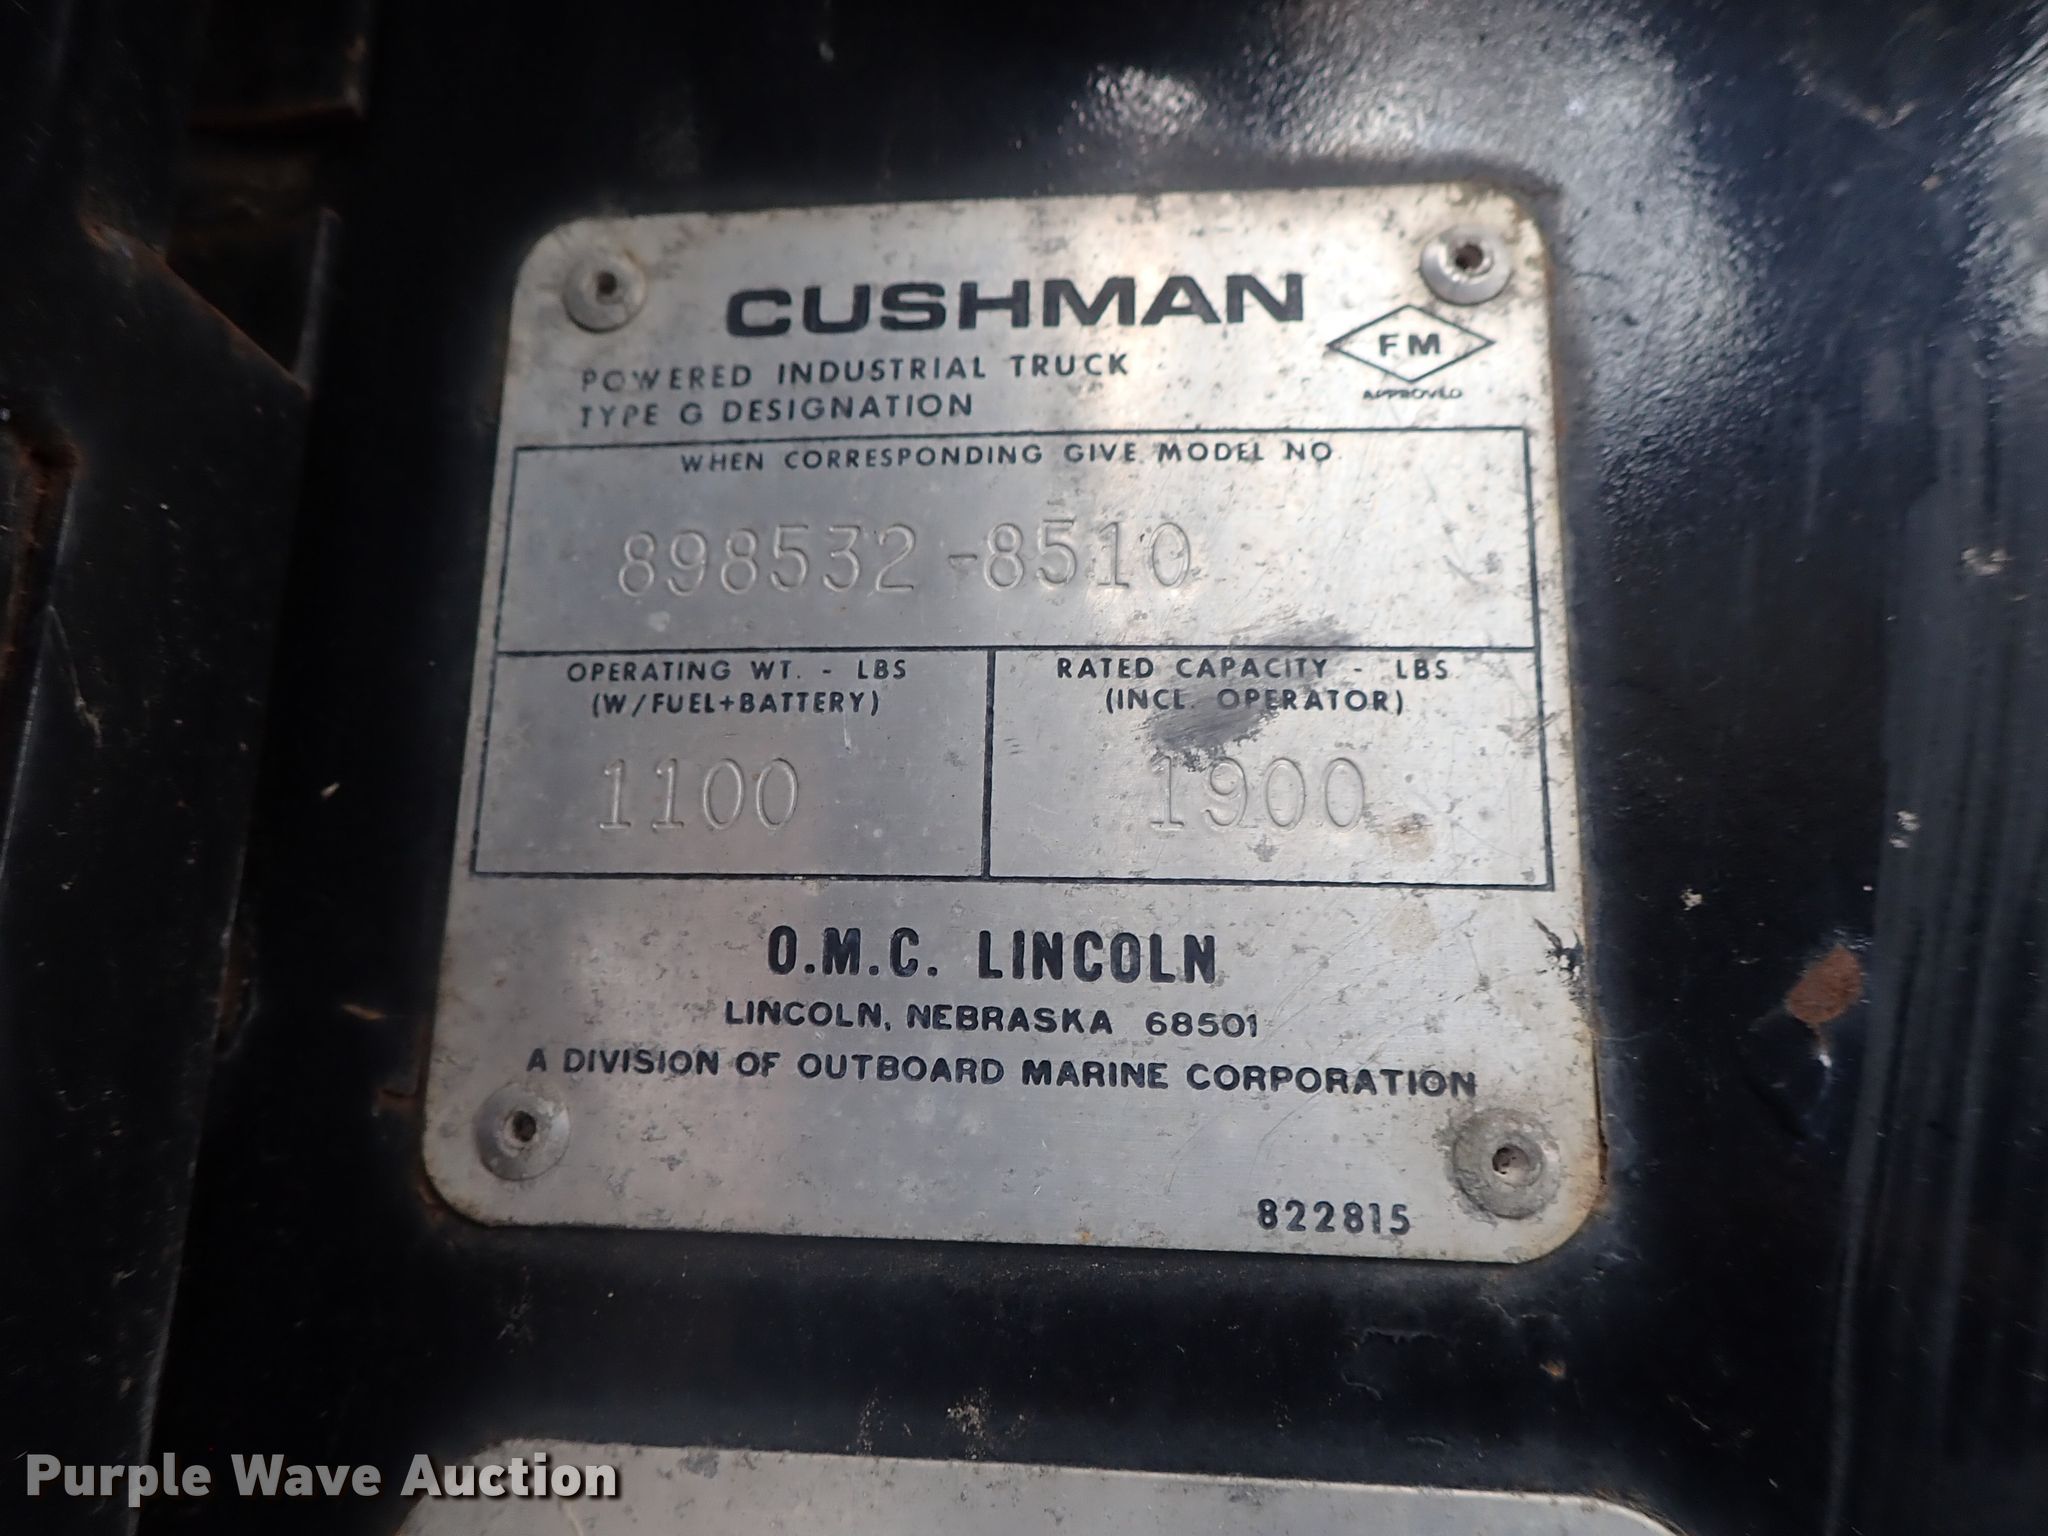 CUSHMAN
FM
APPROVED
POWERED INDUSTRIAL TRUCK
TYPE G DESIGNATION
WHEN CORRESPONDING GIVE MODEL NO.
898532-8510
OPERATING WT. - LBS
(W/FUEL+BATTERY)
1100
RATED CAPACITY - LBS.
(INCL. OPERATOR)
1900
O.M.C. LINCOLN
LINCOLN, NEBRASKA 68501
A DIVISION OF OUTBOARD MARINE CORPORATION
822815
Purple Wave Auction